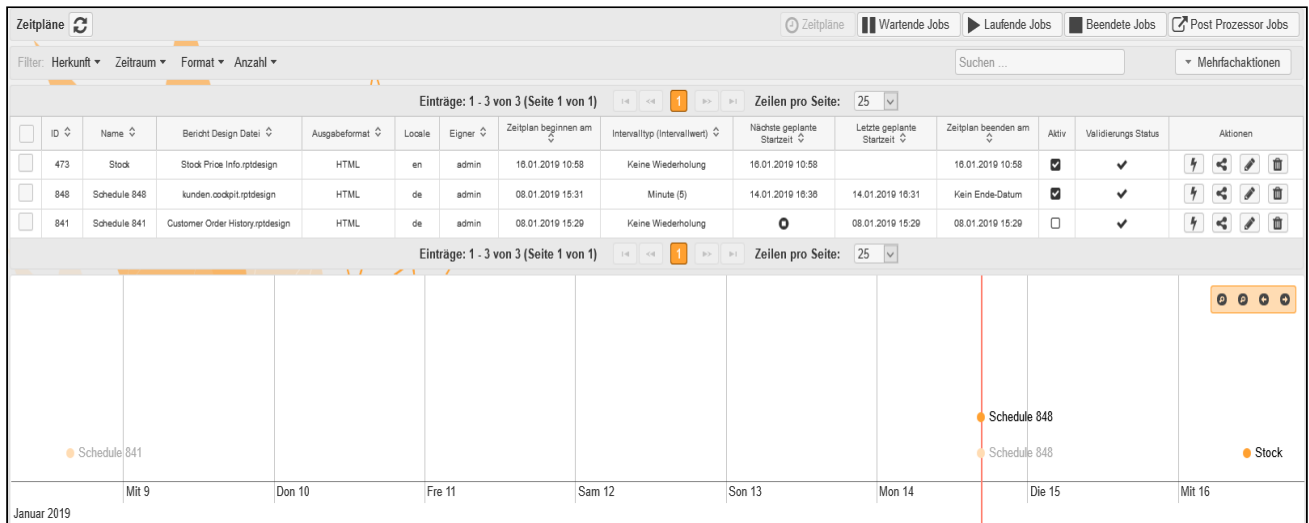 Zeitpläne
Zeitpläne Wartende Jobs Laufende Jobs Beendete Jobs Post Prozessor Jobs
Filter: Herkunft Zeitraum Format Anzahl
Suchen ...
Mehrfachaktionen
Einträge: 1 - 3 von 3 (Seite 1 von 1) 1 Zeilen pro Seite: 25
ID Name Bericht Design Datei Ausgabeformat Locale Eigner Zeitplan beginnen am Intervalltyp (Intervallwert) Nächste geplante Startzeit Letzte geplante Startzeit Zeitplan beenden am Aktiv Validierungs Status Aktionen
473 Stock Stock Price Info.rptdesign HTML en admin 16.01.2019 10:58 Keine Wiederholung 16.01.2019 10:58 16.01.2019 10:58
848 Schedule 848 kunden.cockpit.rptdesign HTML de admin 08.01.2019 15:31 Minute (5) 14.01.2019 16:36 14.01.2019 16:31 Kein Ende-Datum
841 Schedule 841 Customer Order History.rptdesign HTML de admin 08.01.2019 15:29 Keine Wiederholung 08.01.2019 15:29 08.01.2019 15:29
Einträge: 1 - 3 von 3 (Seite 1 von 1) 1 Zeilen pro Seite: 25
Schedule 848
Schedule 841 Schedule 848 Stock
Mit 9 Don 10 Fre 11 Sam 12 Son 13 Mon 14 Die 15 Mit 16
Januar 2019